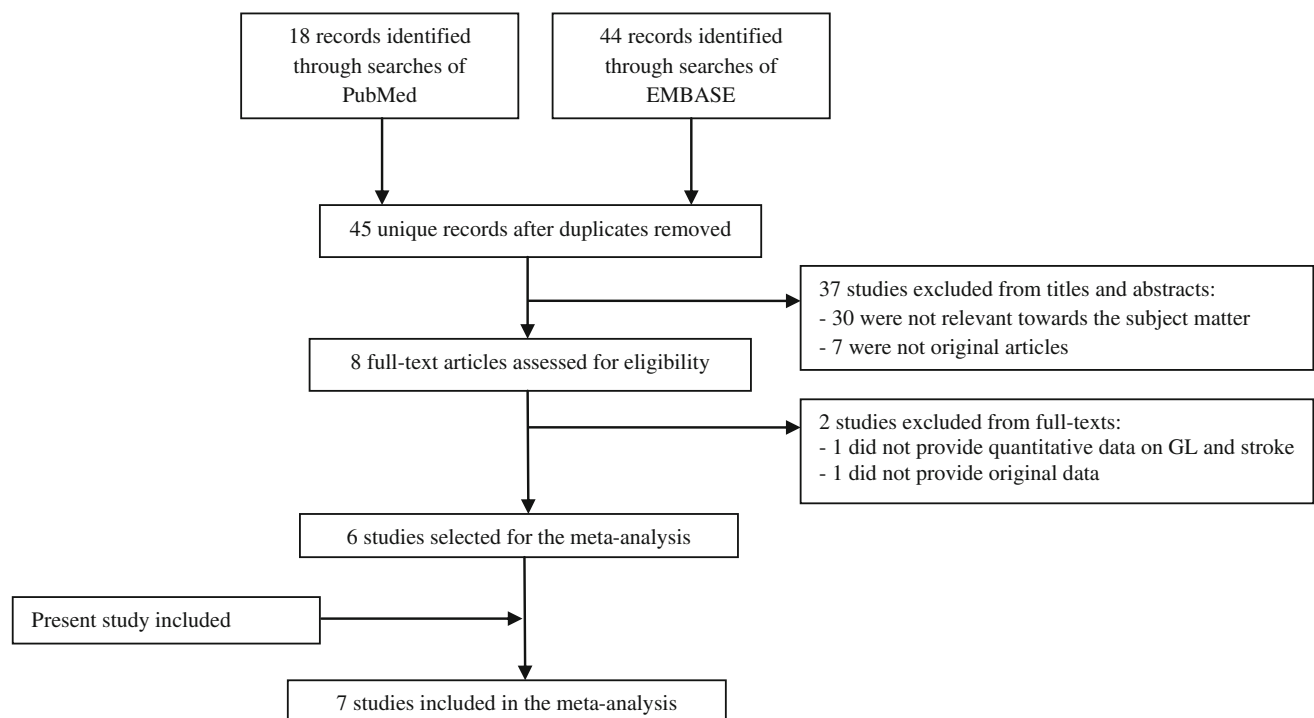 18 records identified
through searches of
PubMed
44 records identified
through searches of
EMBASE
45 unique records after duplicates removed
37 studies excluded from titles and abstracts:
- 30 were not relevant towards the subject matter
- 7 were not original articles
8 full-text articles assessed for eligibility
2 studies excluded from full-texts:
- 1 did not provide quantitative data on GL and stroke
- 1 did not provide original data
6 studies selected for the meta-analysis
Present study included
7 studies included in the meta-analysis